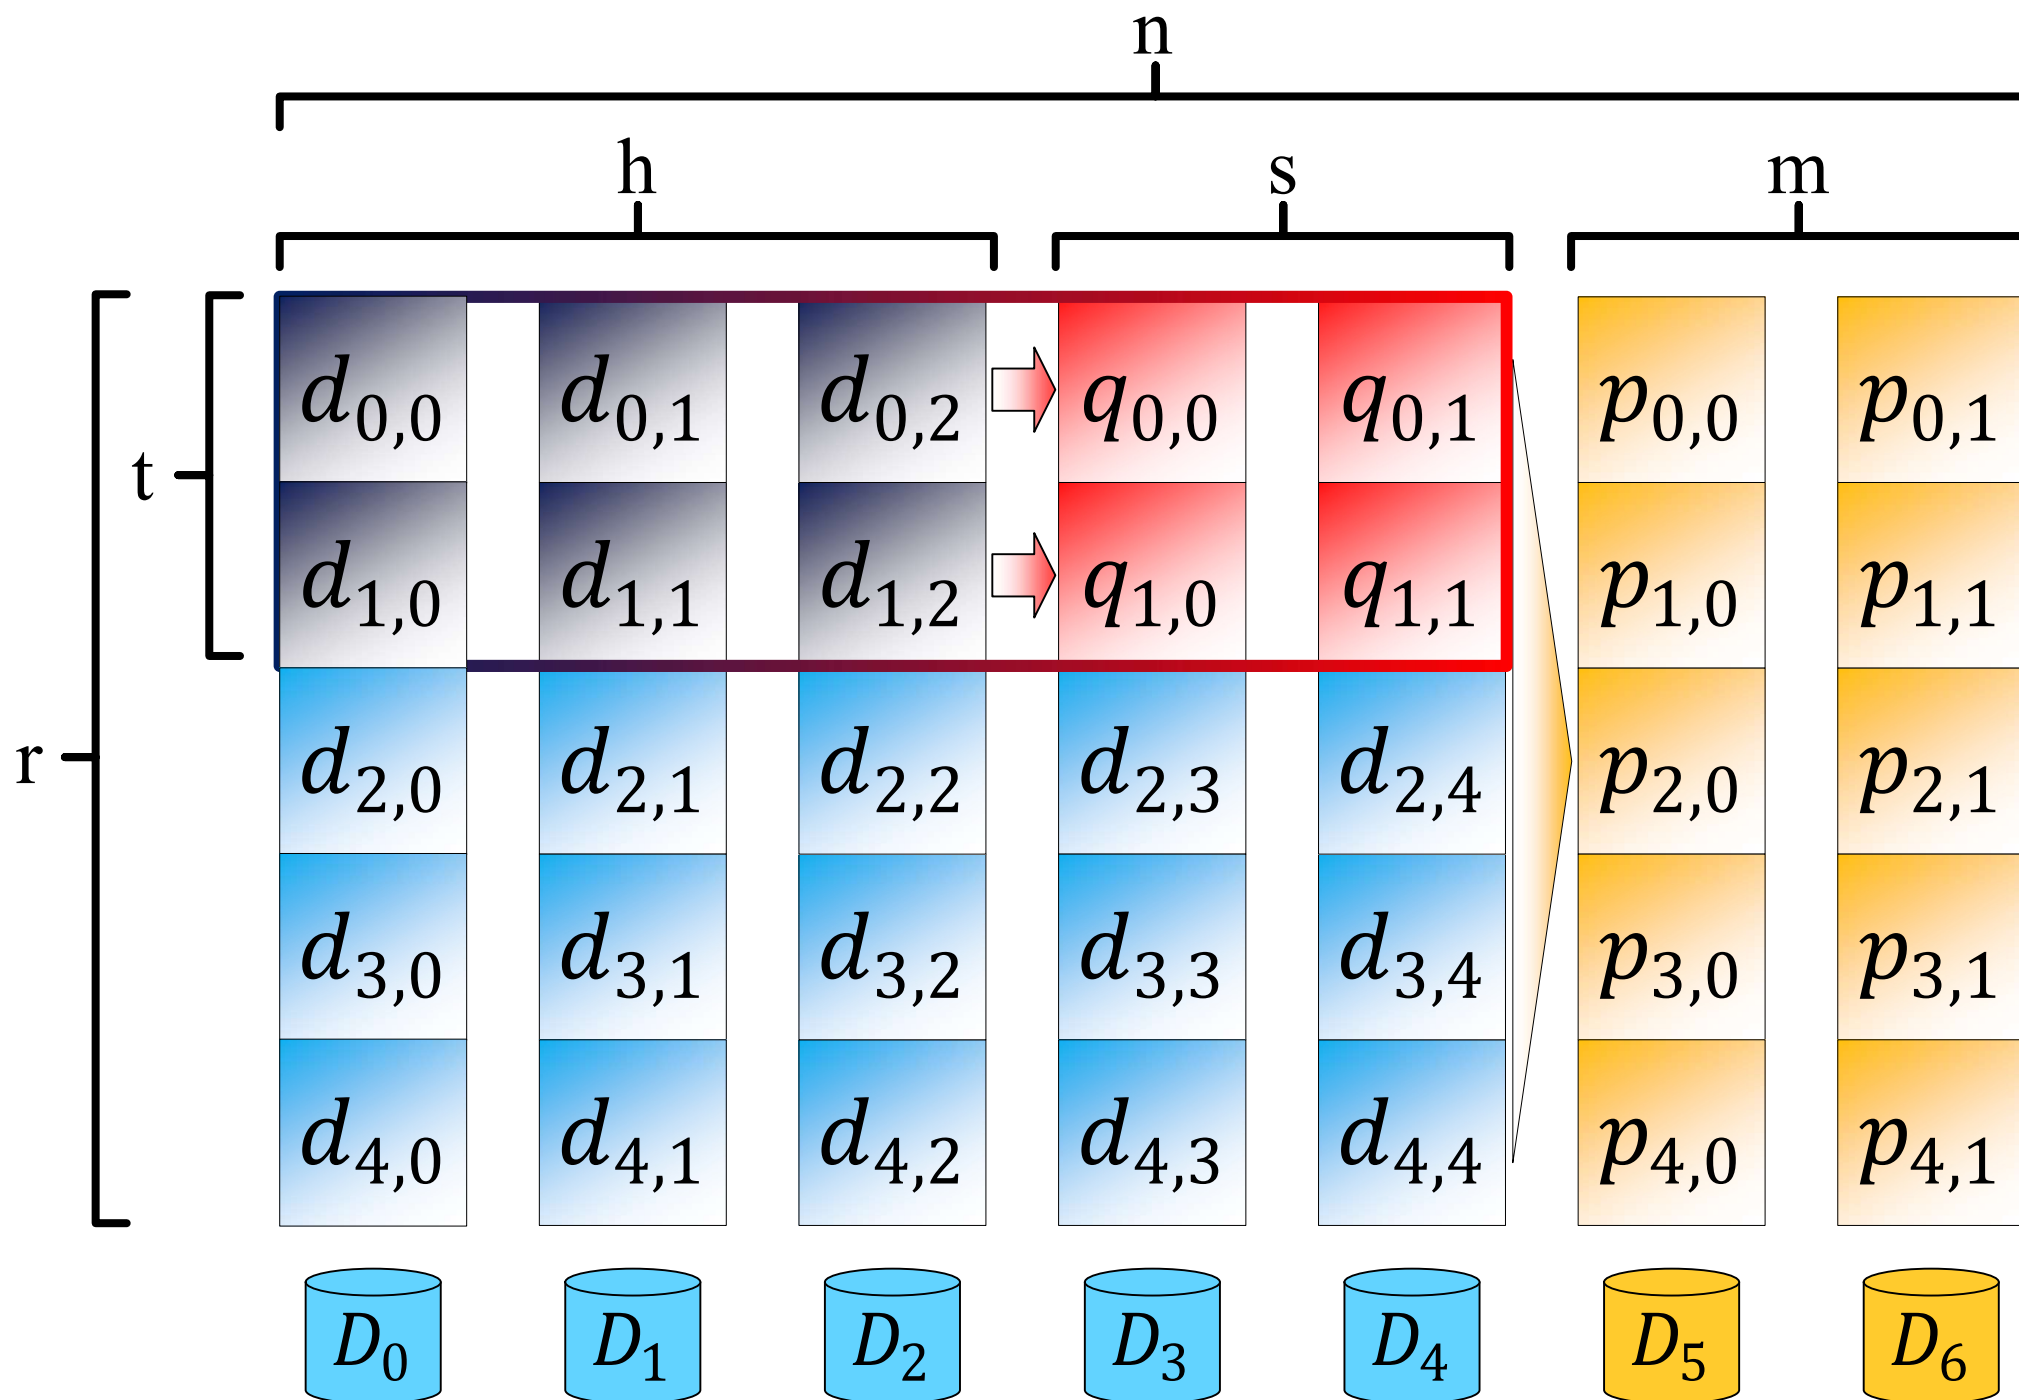 n
h s m
d0,0 d0,1 d0,2 q0,0 q0,1 p0,0 p0,1
t
d1,0 d1,1 d1,2 q1,0 q1,1 p1,0 p1,1
r
d2,0 d2,1 d2,2 d2,3 d2,4 p2,0 p2,1
d3,0 d3,1 d3,2 d3,3 d3,4 p3,0 p3,1
d4,0 d4,1 d4,2 d4,3 d4,4 p4,0 p4,1
D0 D1 D2 D3 D4 D5 D6